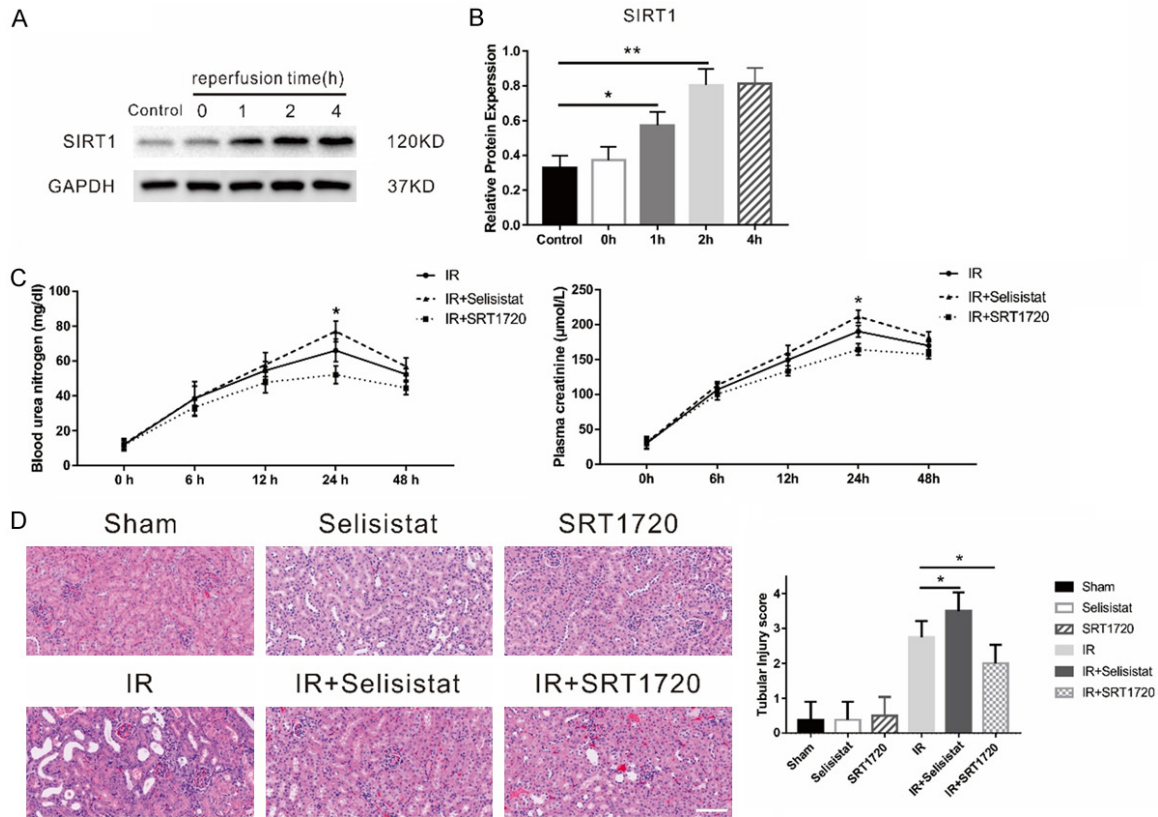 A
reperfusion time(h)
Control 0 1 2 4
SIRT1 120KD
GAPDH 37KD
B
SIRT1
Relative Protein Experssion
1.0
0.8
0.6
0.4
0.2
0.0
*
**
Control 0h 1h 2h 4h
C
Blood urea nitrogen (mg/dl)
100
80
60
40
20
0
*
0 h 6 h 12 h 24 h 48 h
IR
IR+Selisistat
IR+SRT1720
Plasma creatinine (μmol/L)
250
200
150
100
50
0
*
0h 6h 12h 24h 48h
IR
IR+Selisistat
IR+SRT1720
D
Sham Selisistat SRT1720
IR IR+Selisistat IR+SRT1720
Tubular Injury score
5
4
3
2
1
0
*
*
Sham
Selisistat
SRT1720
IR
IR+Selisistat
IR+SRT1720
Sham
Selisistat
SRT1720
IR
IR+Selisistat
IR+SRT1720